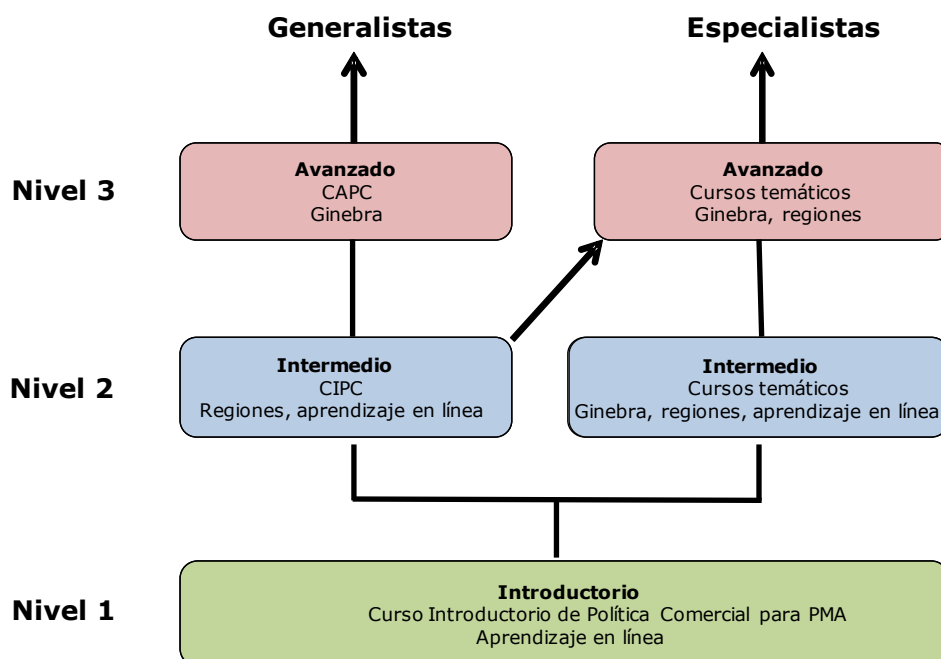 Generalistas
Especialistas
Nivel 3
Avanzado
CAPC
Ginebra
Avanzado
Cursos temáticos
Ginebra, regiones
Nivel 2
Intermedio
CIPC
Regiones, aprendizaje en línea
Intermedio
Cursos temáticos
Ginebra, regiones, aprendizaje en línea
Nivel 1
Introductorio
Curso Introductorio de Política Comercial para PMA
Aprendizaje en línea